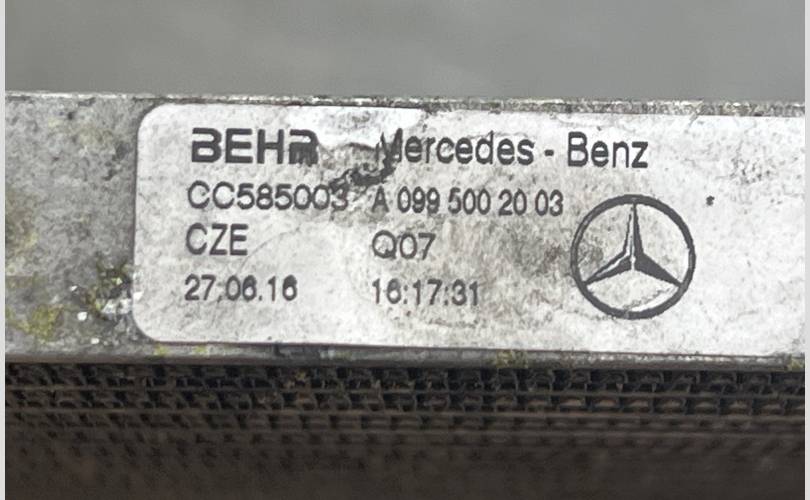 BEHR Mercedes - Benz
CC585003 A 099 500 20 03
CZE Q07
27.06.16 16:17:31